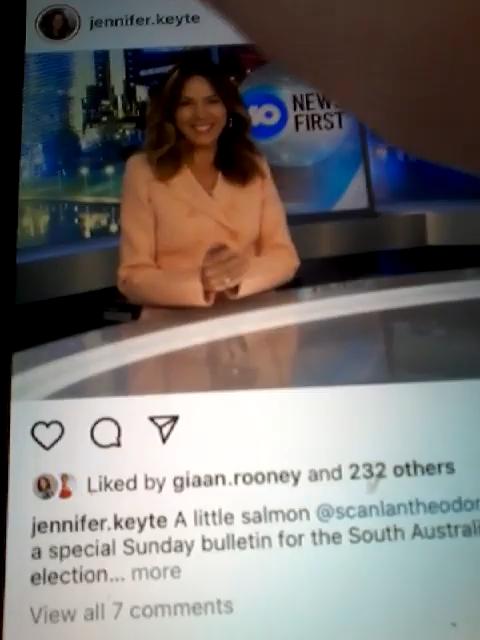 jennifer.keyte
10
NEWS
FIRST
Liked by giaan.rooney and 232 others
jennifer.keyte A little salmon @scanlantheodor
a special Sunday bulletin for the South Australi
election... more
View all 7 comments